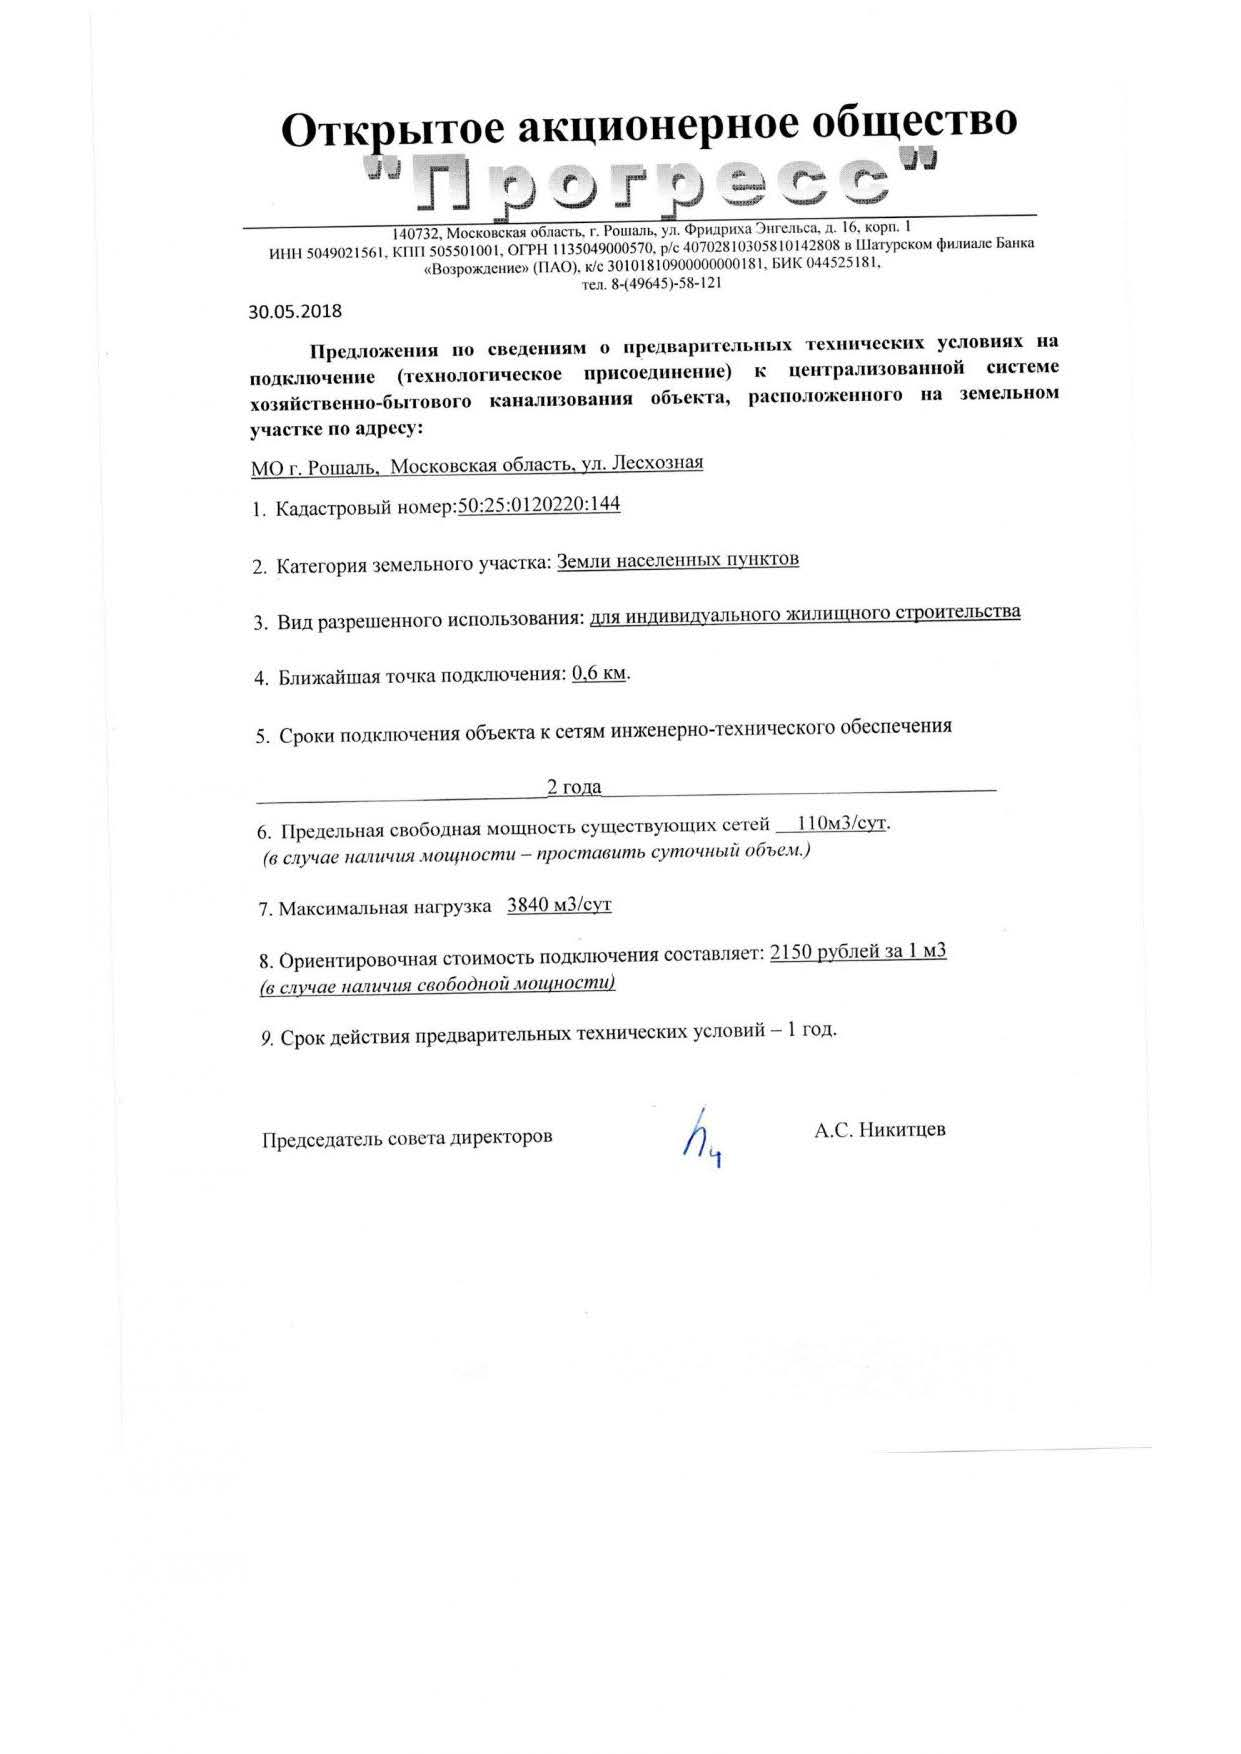 Открытое акционерное общество
"Прогресс"
140732, Московская область, г. Рошаль, ул. Фридриха Энгельса, д. 16, корп. 1
ИНН 5049021561, КПП 505501001, ОГРН 1135049000570, р/с 40702810305810142808 в Шатурском филиале Банка
«Возрождение» (ПАО), к/с 30101810900000000181, БИК 044525181,
тел. 8-(49645)-58-121
30.05.2018
Предложения по сведениям о предварительных технических условиях на
подключение (технологическое присоединение) к централизованной системе
хозяйственно-бытового канализования объекта, расположенного на земельном
участке по адресу:
МО г. Рошаль, Московская область, ул. Лесхозная
1. Кадастровый номер:50:25:0120220:144
2. Категория земельного участка: Земли населенных пунктов
3. Вид разрешенного использования: для индивидуального жилищного строительства
4. Ближайшая точка подключения: 0,6 км.
5. Сроки подключения объекта к сетям инженерно-технического обеспечения
2 года
6. Предельная свободная мощность существующих сетей 110м3/сут.
(в случае наличия мощности – проставить суточный объем.)
7. Максимальная нагрузка 3840 м3/сут
8. Ориентировочная стоимость подключения составляет: 2150 рублей за 1 м3
(в случае наличия свободной мощности)
9. Срок действия предварительных технических условий – 1 год.
Председатель совета директоров А.С. Никитцев